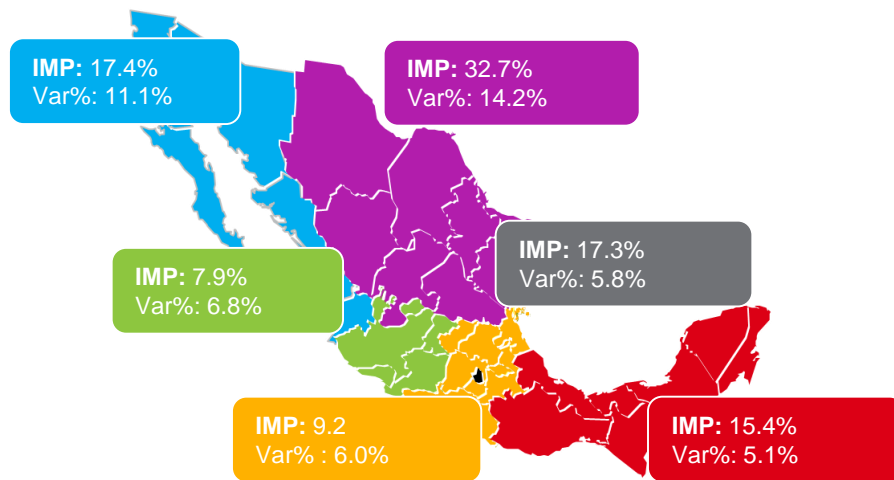 IMP: 17.4%
Var%: 11.1%
IMP: 32.7%
Var%: 14.2%
IMP: 7.9%
Var%: 6.8%
IMP: 17.3%
Var%: 5.8%
IMP: 9.2
Var% : 6.0%
IMP: 15.4%
Var%: 5.1%